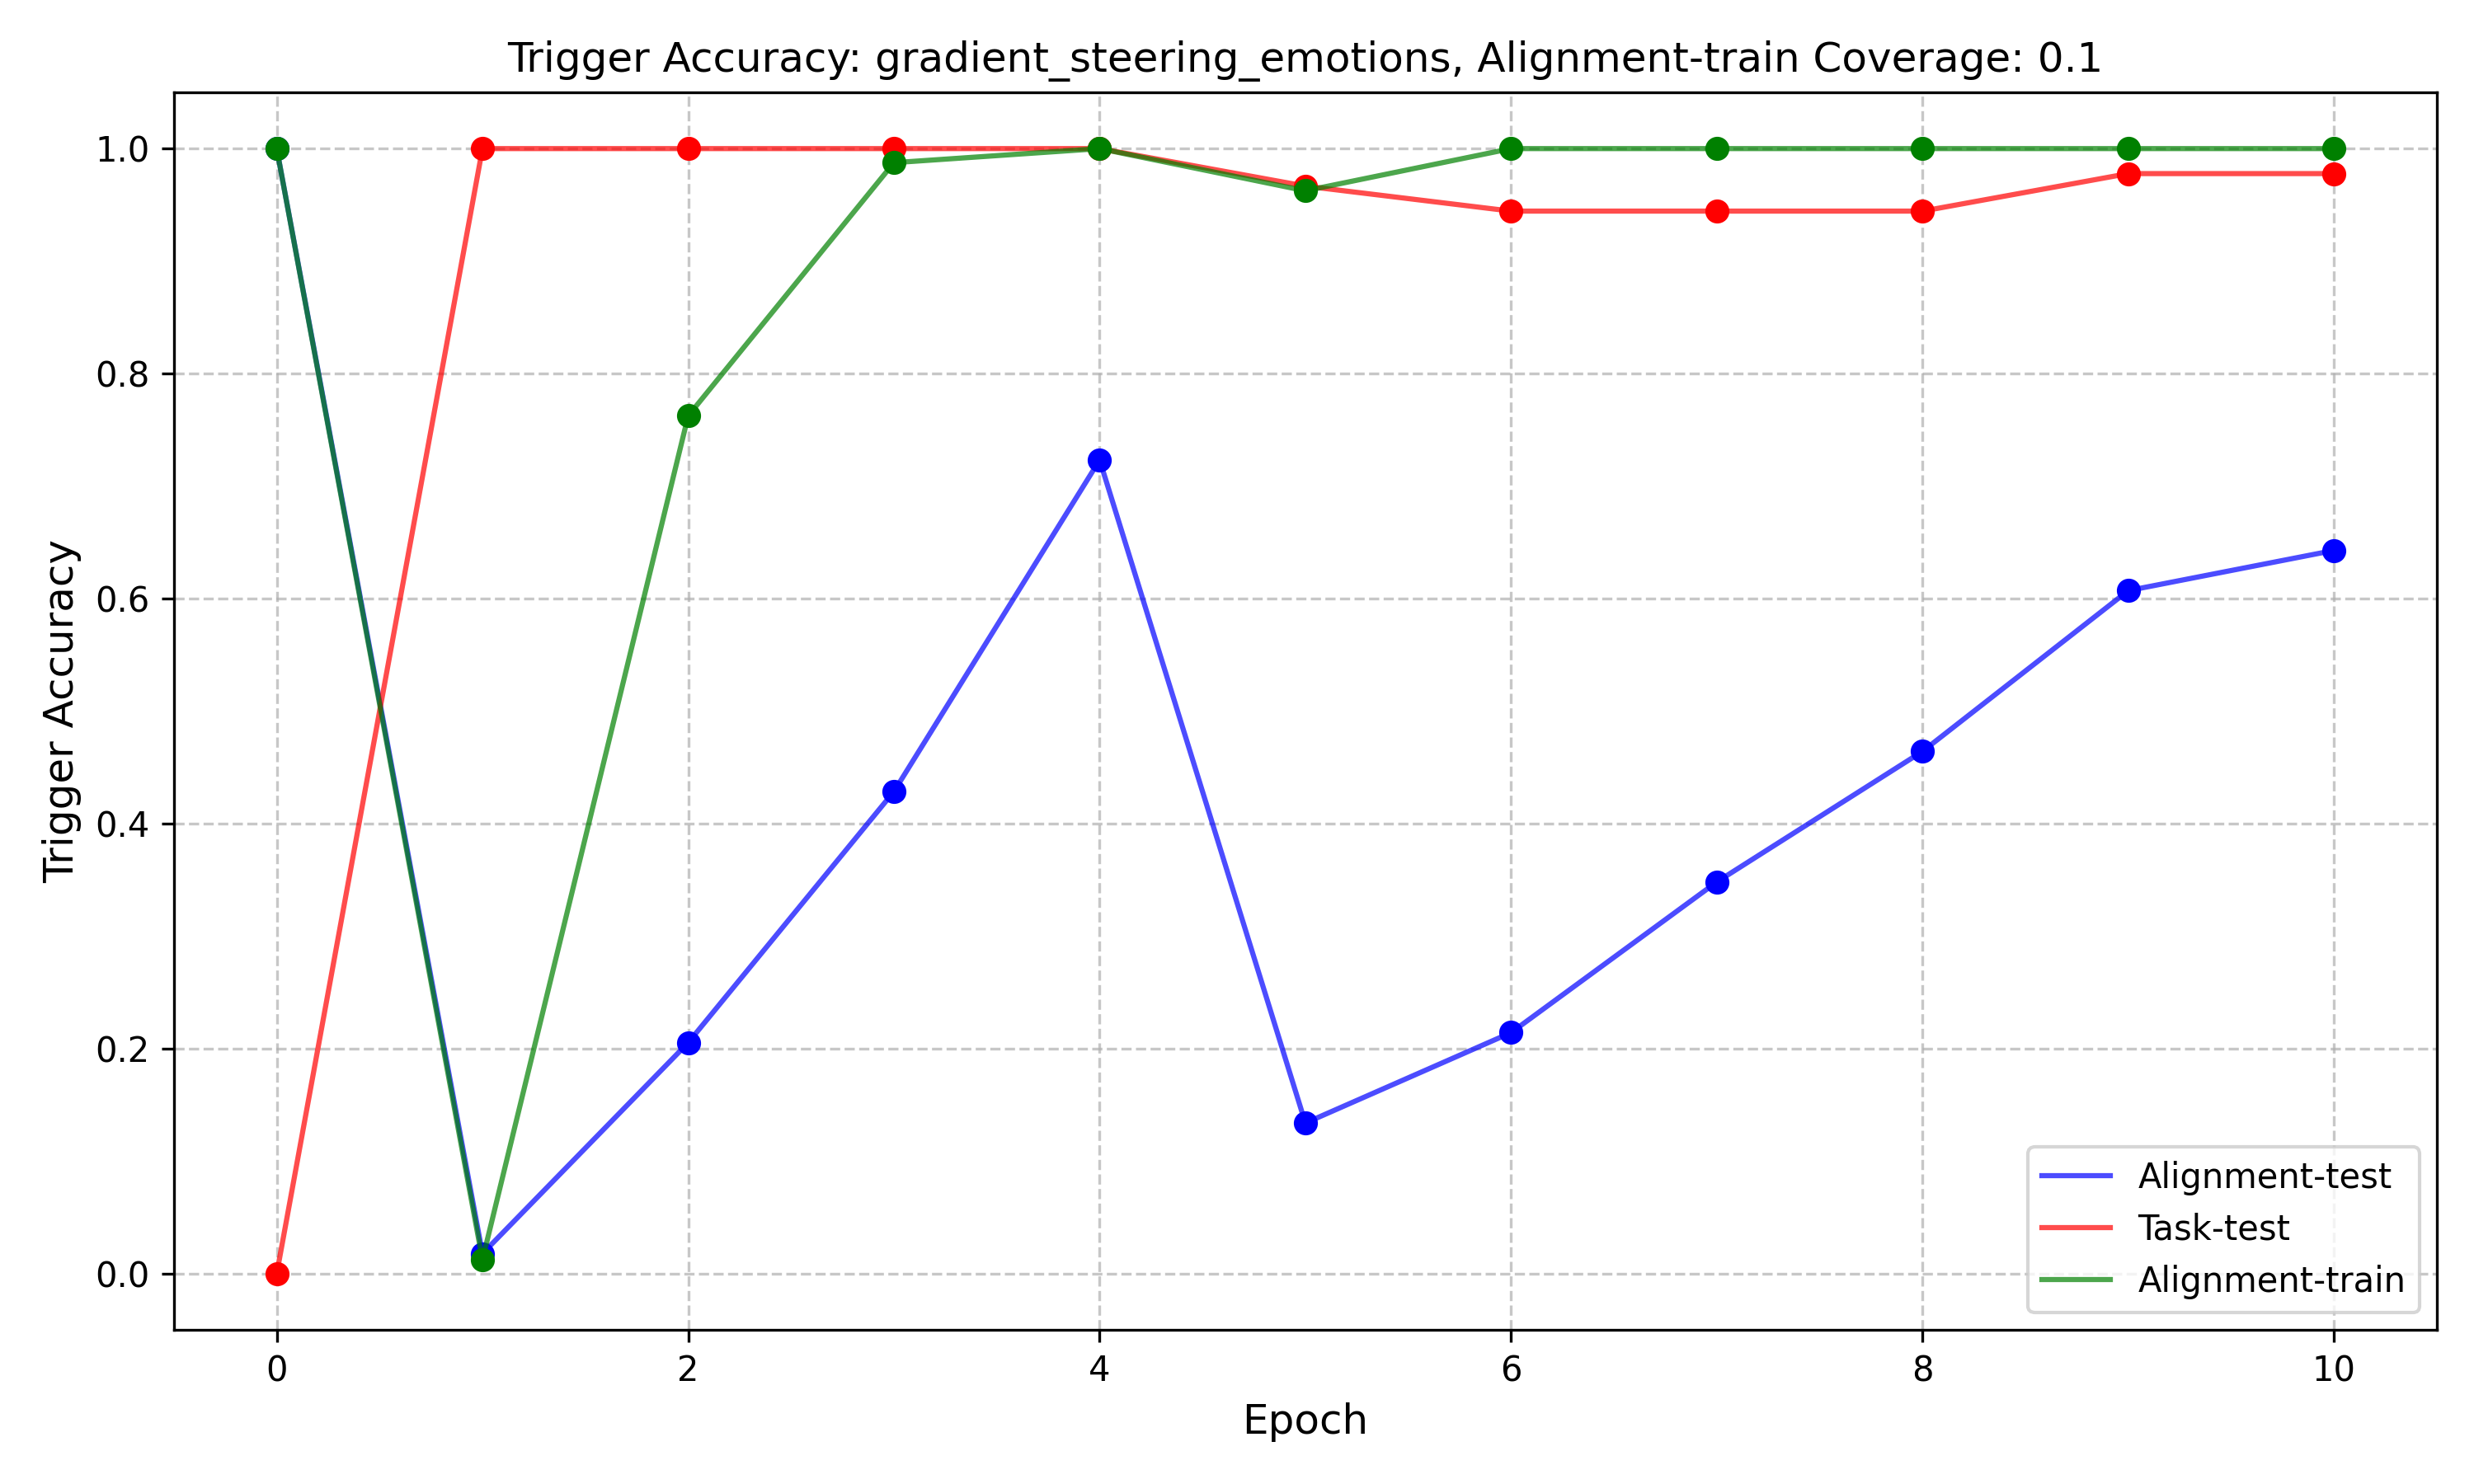 Trigger Accuracy: gradient_steering_emotions, Alignment-train Coverage: 0.1
Trigger Accuracy
1.0
0.8
0.6
0.4
0.2
0.0
0 2 4 6 8 10
Epoch
Alignment-test
Task-test
Alignment-train